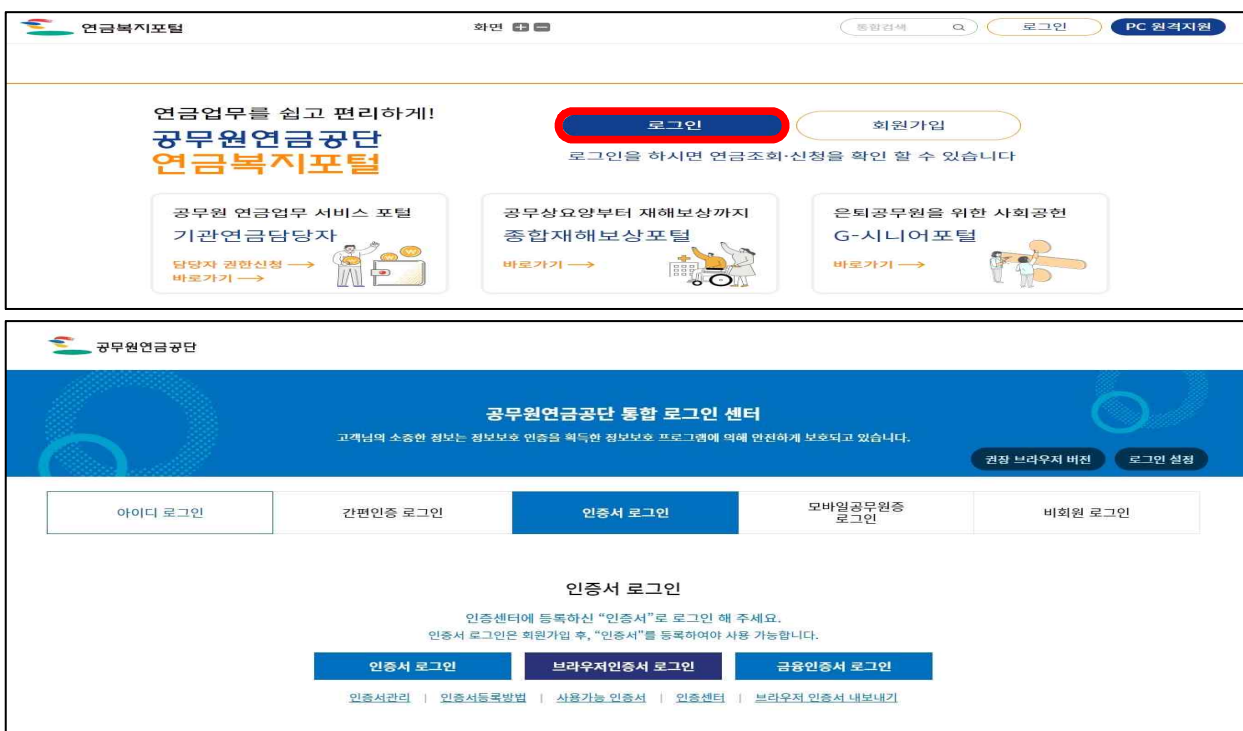 연금복지포털
화면
통합검색
로그인
PC 원격지원
연금업무를 쉽고 편리하게!
공무원연금공단
연금복지포털
로그인
회원가입
로그인을 하시면 연금조회·신청을 확인 할 수 있습니다
공무원 연금업무 서비스 포털
기관연금담당자
담당자 권한신청 →
바로가기 →
공무상요양부터 재해보상까지
종합재해보상포털
바로가기 →
은퇴공무원을 위한 사회공헌
G-시니어포털
바로가기 →
공무원연금공단
공무원연금공단 통합 로그인 센터
고객님의 소중한 정보는 정보보호 인증을 획득한 정보보호 프로그램에 의해 안전하게 보호되고 있습니다.
권장 브라우저 버전
로그인 설정
아이디 로그인
간편인증 로그인
인증서 로그인
모바일공무원증
로그인
비회원 로그인
인증서 로그인
인증센터에 등록하신 “인증서”로 로그인 해 주세요.
인증서 로그인은 회원가입 후, “인증서”를 등록하여야 사용 가능합니다.
인증서 로그인
브라우저인증서 로그인
금융인증서 로그인
인증서관리 | 인증서등록방법 | 사용가능 인증서 | 인증센터 | 브라우저 인증서 내보내기